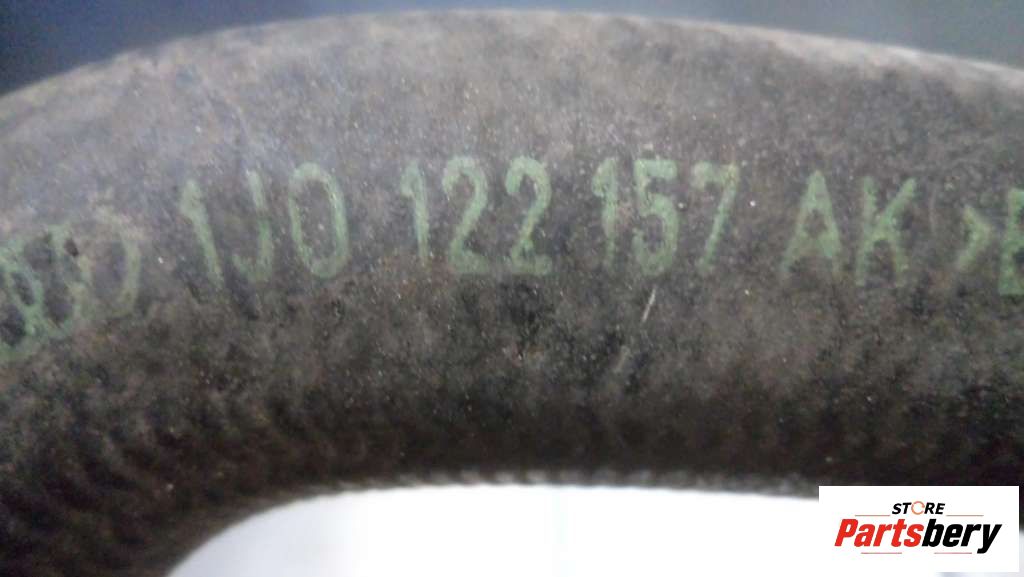 1J0 122 157 AK >E
STORE
Partsbery